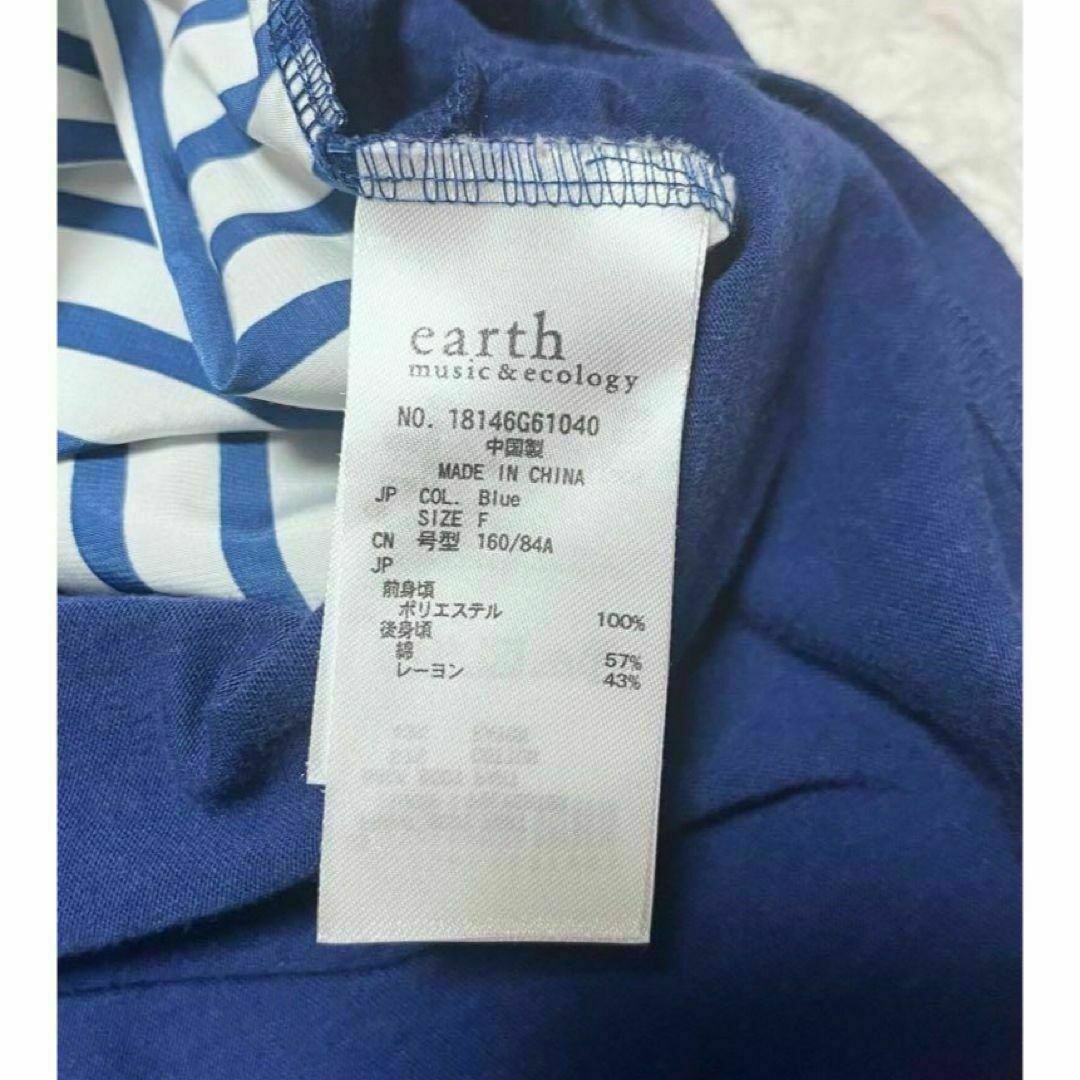 earth
music & ecology
NO. 18146G61040
中国製
MADE IN CHINA
JP COL. Blue
SIZE F
CN 号型 160/84A
JP
前身頃
ポリエステル 100%
後身頃
綿 57%
レーヨン 43%